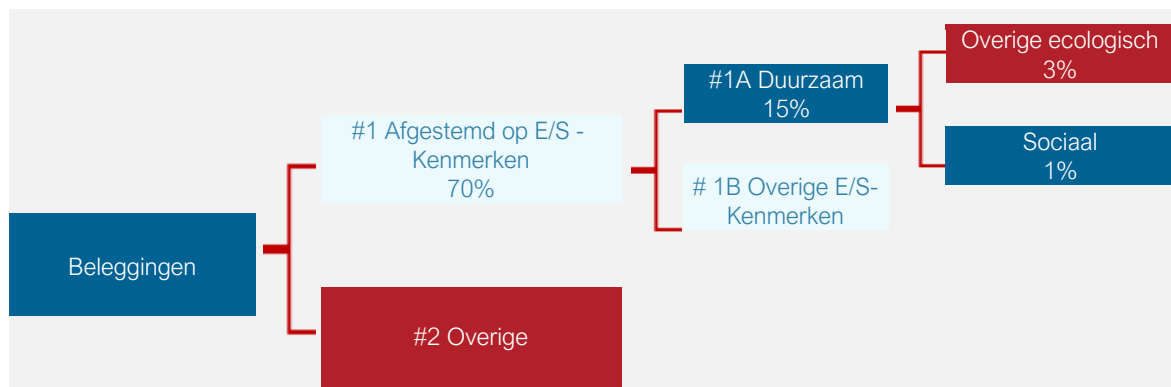 Beleggingen
#1 Afgestemd op E/S -
Kenmerken
70%
#2 Overige
#1A Duurzaam
15%
# 1B Overige E/S-
Kenmerken
Overige ecologisch
3%
Sociaal
1%